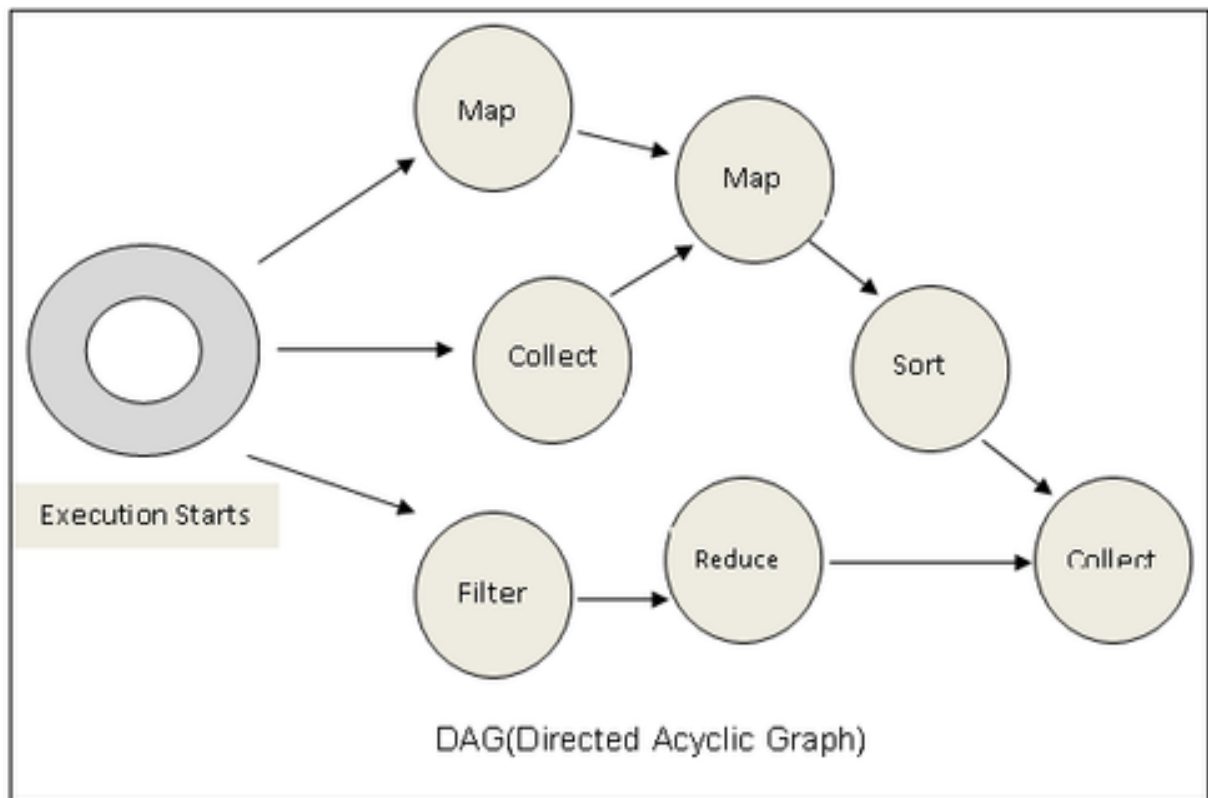 Map
Map
Collect
Sort
Execution Starts
Filter
Reduce
Collect
DAG(Directed Acyclic Graph)